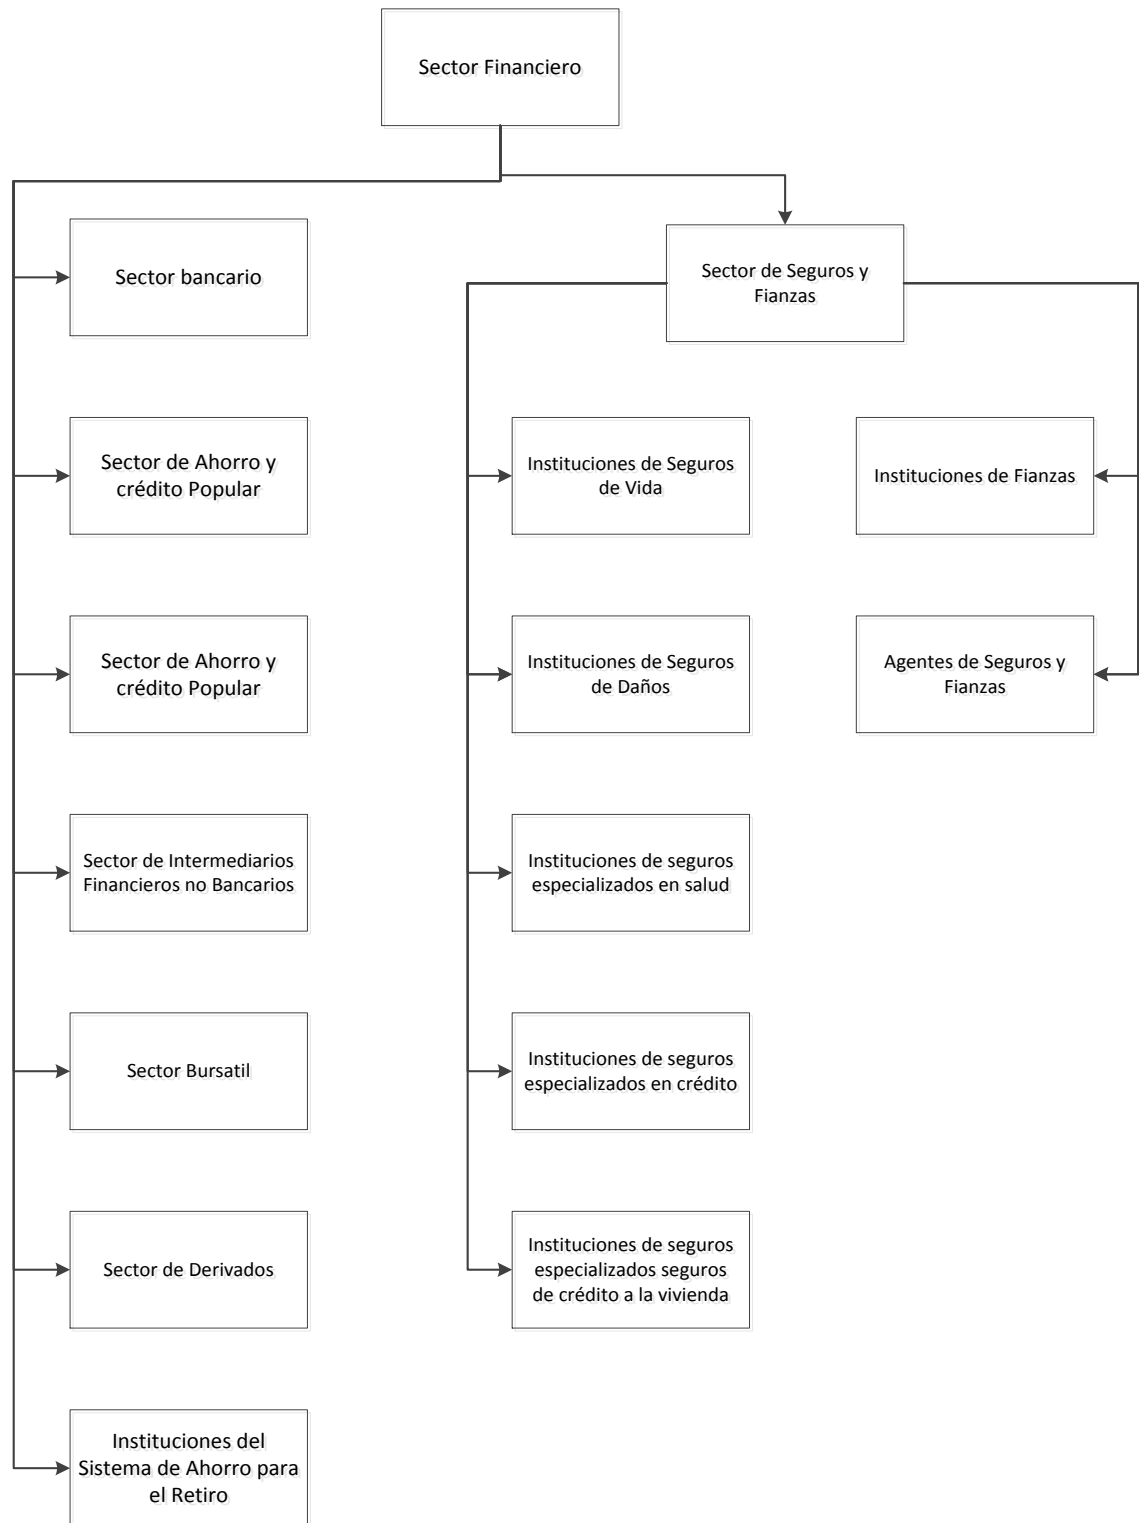 Sector Financiero
Sector bancario
Sector de Ahorro y
crédito Popular
Sector de Ahorro y
crédito Popular
Sector de Intermediarios
Financieros no Bancarios
Sector Bursatil
Sector de Derivados
Instituciones del
Sistema de Ahorro para
el Retiro
Sector de Seguros y
Fianzas
Instituciones de Seguros
de Vida
Instituciones de Seguros
de Daños
Instituciones de seguros
especializados en salud
Instituciones de seguros
especializados en crédito
Instituciones de seguros
especializados seguros
de crédito a la vivienda
Instituciones de Fianzas
Agentes de Seguros y
Fianzas